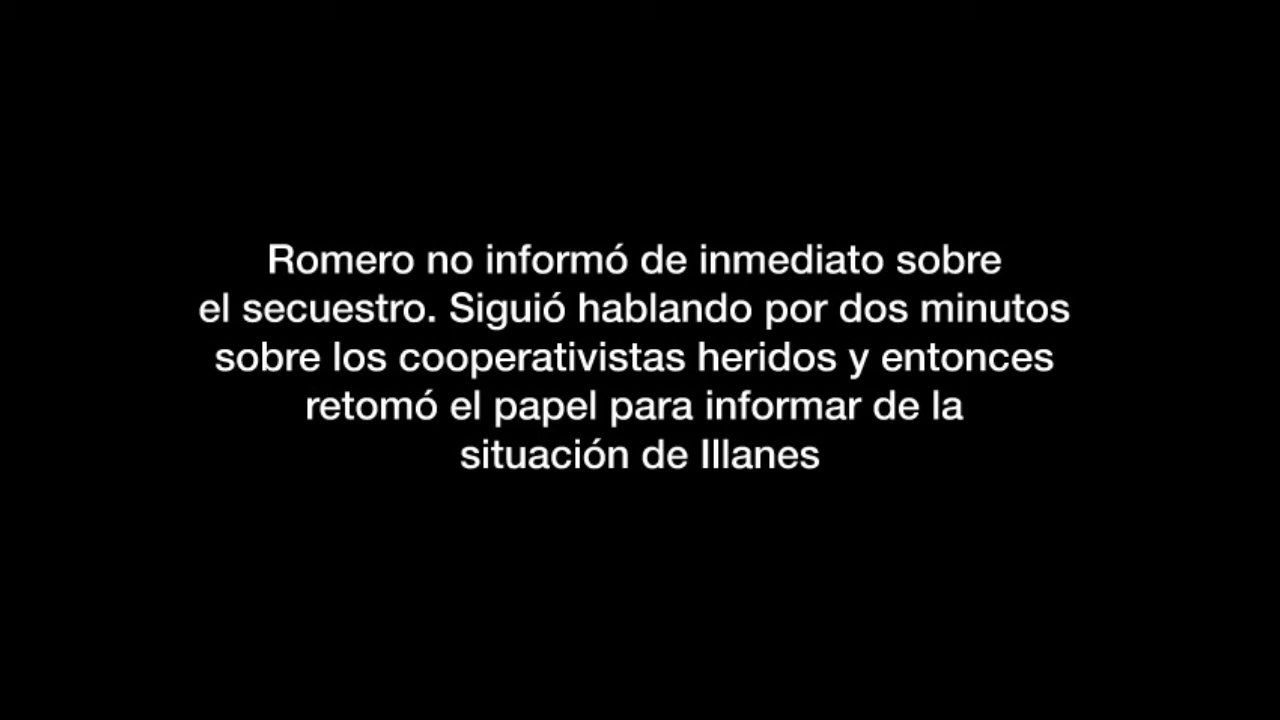 Romero no informó de inmediato sobre
el secuestro. Siguió hablando por dos minutos
sobre los cooperativistas heridos y entonces
retomó el papel para informar de la
situación de Illanes